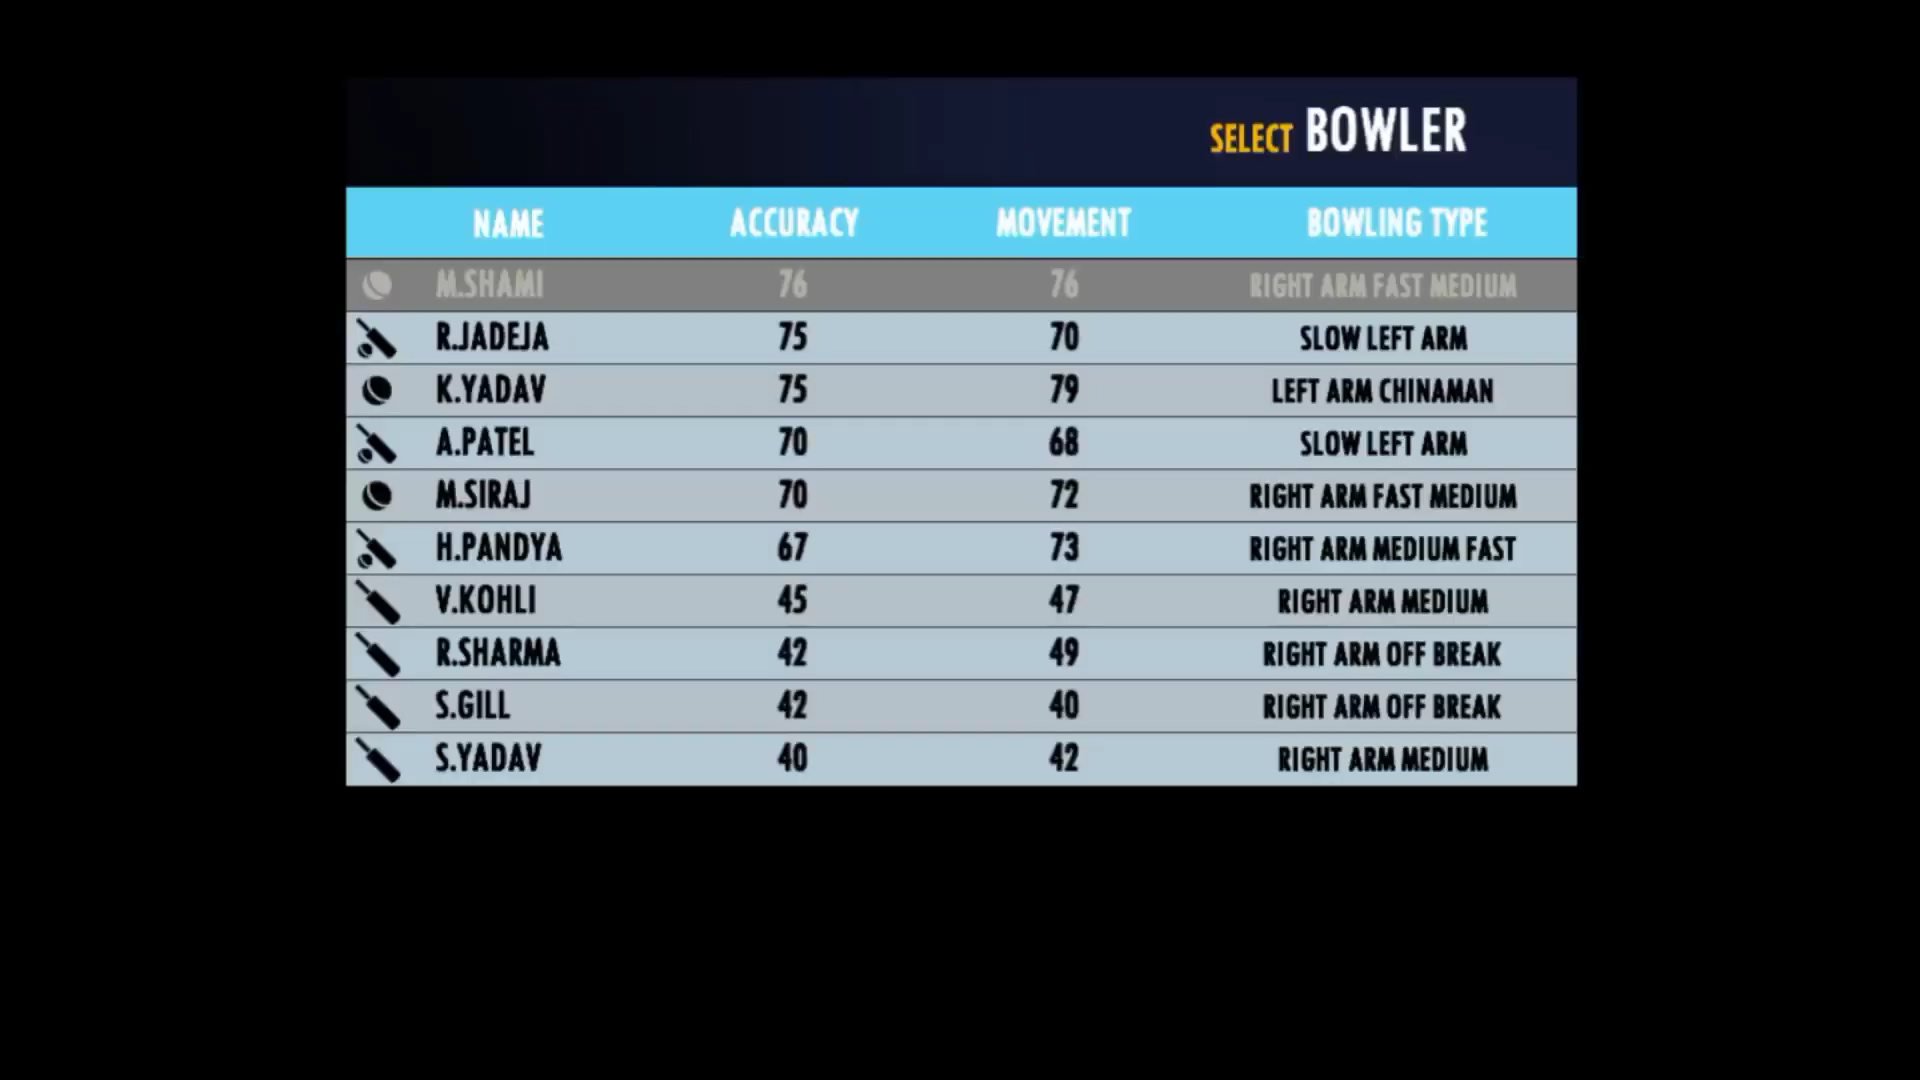 SELECT BOWLER
NAME ACCURACY MOVEMENT BOWLING TYPE
M.SHAMI 76 76 RIGHT ARM FAST MEDIUM
R.JADEJA 75 70 SLOW LEFT ARM
K.YADAV 75 79 LEFT ARM CHINAMAN
A.PATEL 70 68 SLOW LEFT ARM
M.SIRAJ 70 72 RIGHT ARM FAST MEDIUM
H.PANDYA 67 73 RIGHT ARM MEDIUM FAST
V.KOHLI 45 47 RIGHT ARM MEDIUM
R.SHARMA 42 49 RIGHT ARM OFF BREAK
S.GILL 42 40 RIGHT ARM OFF BREAK
S.YADAV 40 42 RIGHT ARM MEDIUM